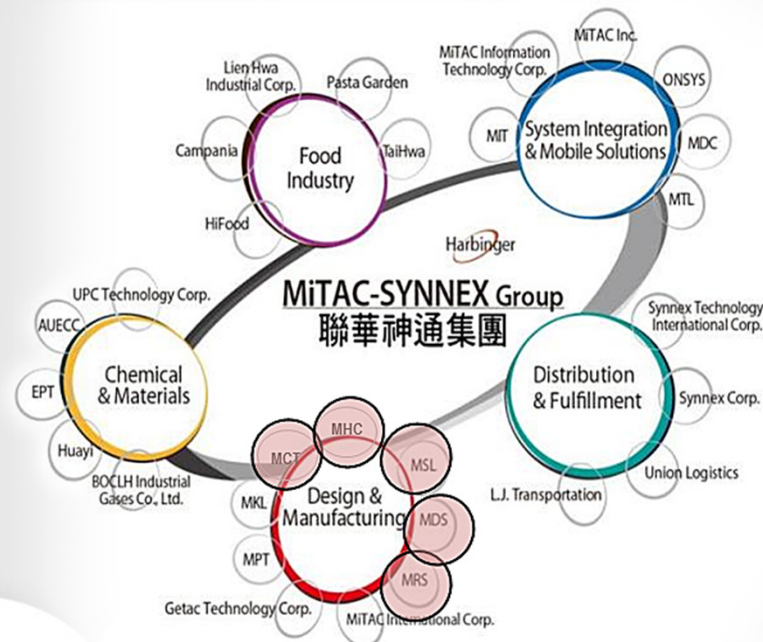 Lien Hwa
Industrial Corp.
Pasta Garden
Campania
TaiHwa
HiFood
Food
Industry
MiTAC Information
Technology Corp.
MiTAC Inc.
ONSYS
MIT
MDC
MTL
System Integration
& Mobile Solutions
Harbinger
MiTAC-SYNNEX Group
聯華神通集團
UPC Technology Corp.
AUECC
EPT
Huayi
BOCLH Industrial
Gases Co., Ltd.
Chemical
& Materials
Synnex Technology
International Corp.
Synnex Corp.
Union Logistics
L.J. Transportation
Distribution
& Fulfillment
MHC
MCT
MSL
MKL
MDS
MPT
MRS
Design &
Manufacturing
Getac Technology Corp.
MiTAC International Corp.